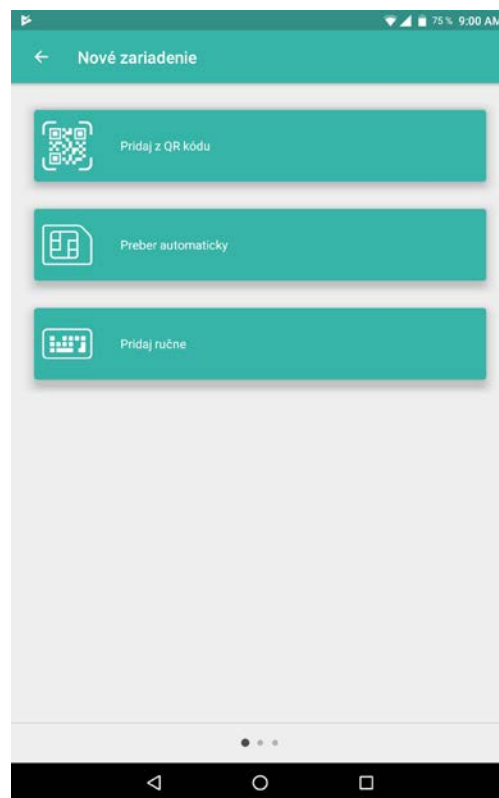 75 % 9:00 AM
Nové zariadenie
Pridaj z QR kódu
Preber automaticky
Pridaj ručne